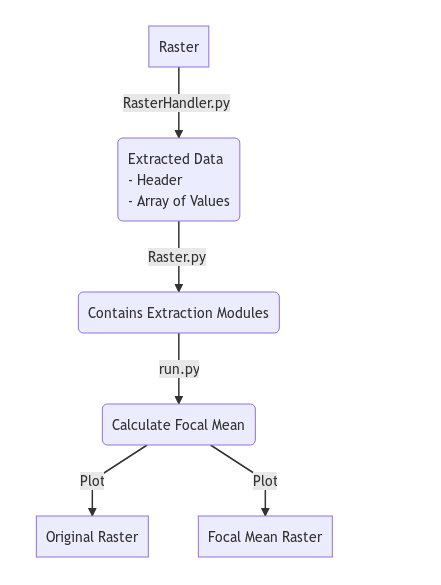 Raster
RasterHandler.py
Extracted Data
- Header
- Array of Values
Raster.py
Contains Extraction Modules
run.py
Calculate Focal Mean
Plot
Plot
Original Raster
Focal Mean Raster